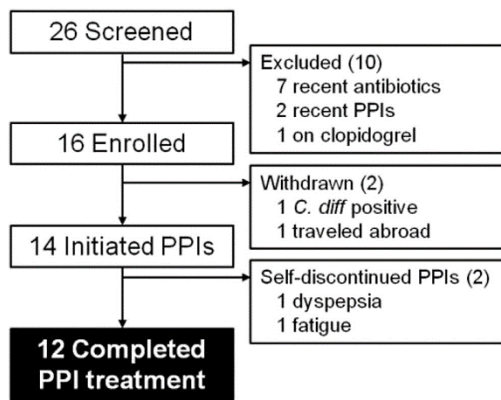 26 Screened
Excluded (10)
7 recent antibiotics
2 recent PPIs
1 on clopidogrel
16 Enrolled
Withdrawn (2)
1 C. diff positive
1 traveled abroad
14 Initiated PPIs
Self-discontinued PPIs (2)
1 dyspepsia
1 fatigue
12 Completed
PPI treatment